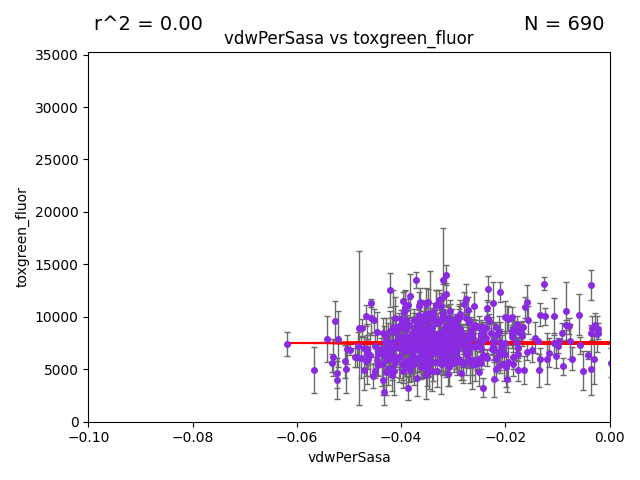 r^2 = 0.00
N = 690
vdwPerSasa vs toxgreen_fluor
35000
30000
25000
20000
15000
10000
5000
0
toxgreen_fluor
−0.10
−0.08
−0.06
−0.04
−0.02
0.00
vdwPerSasa